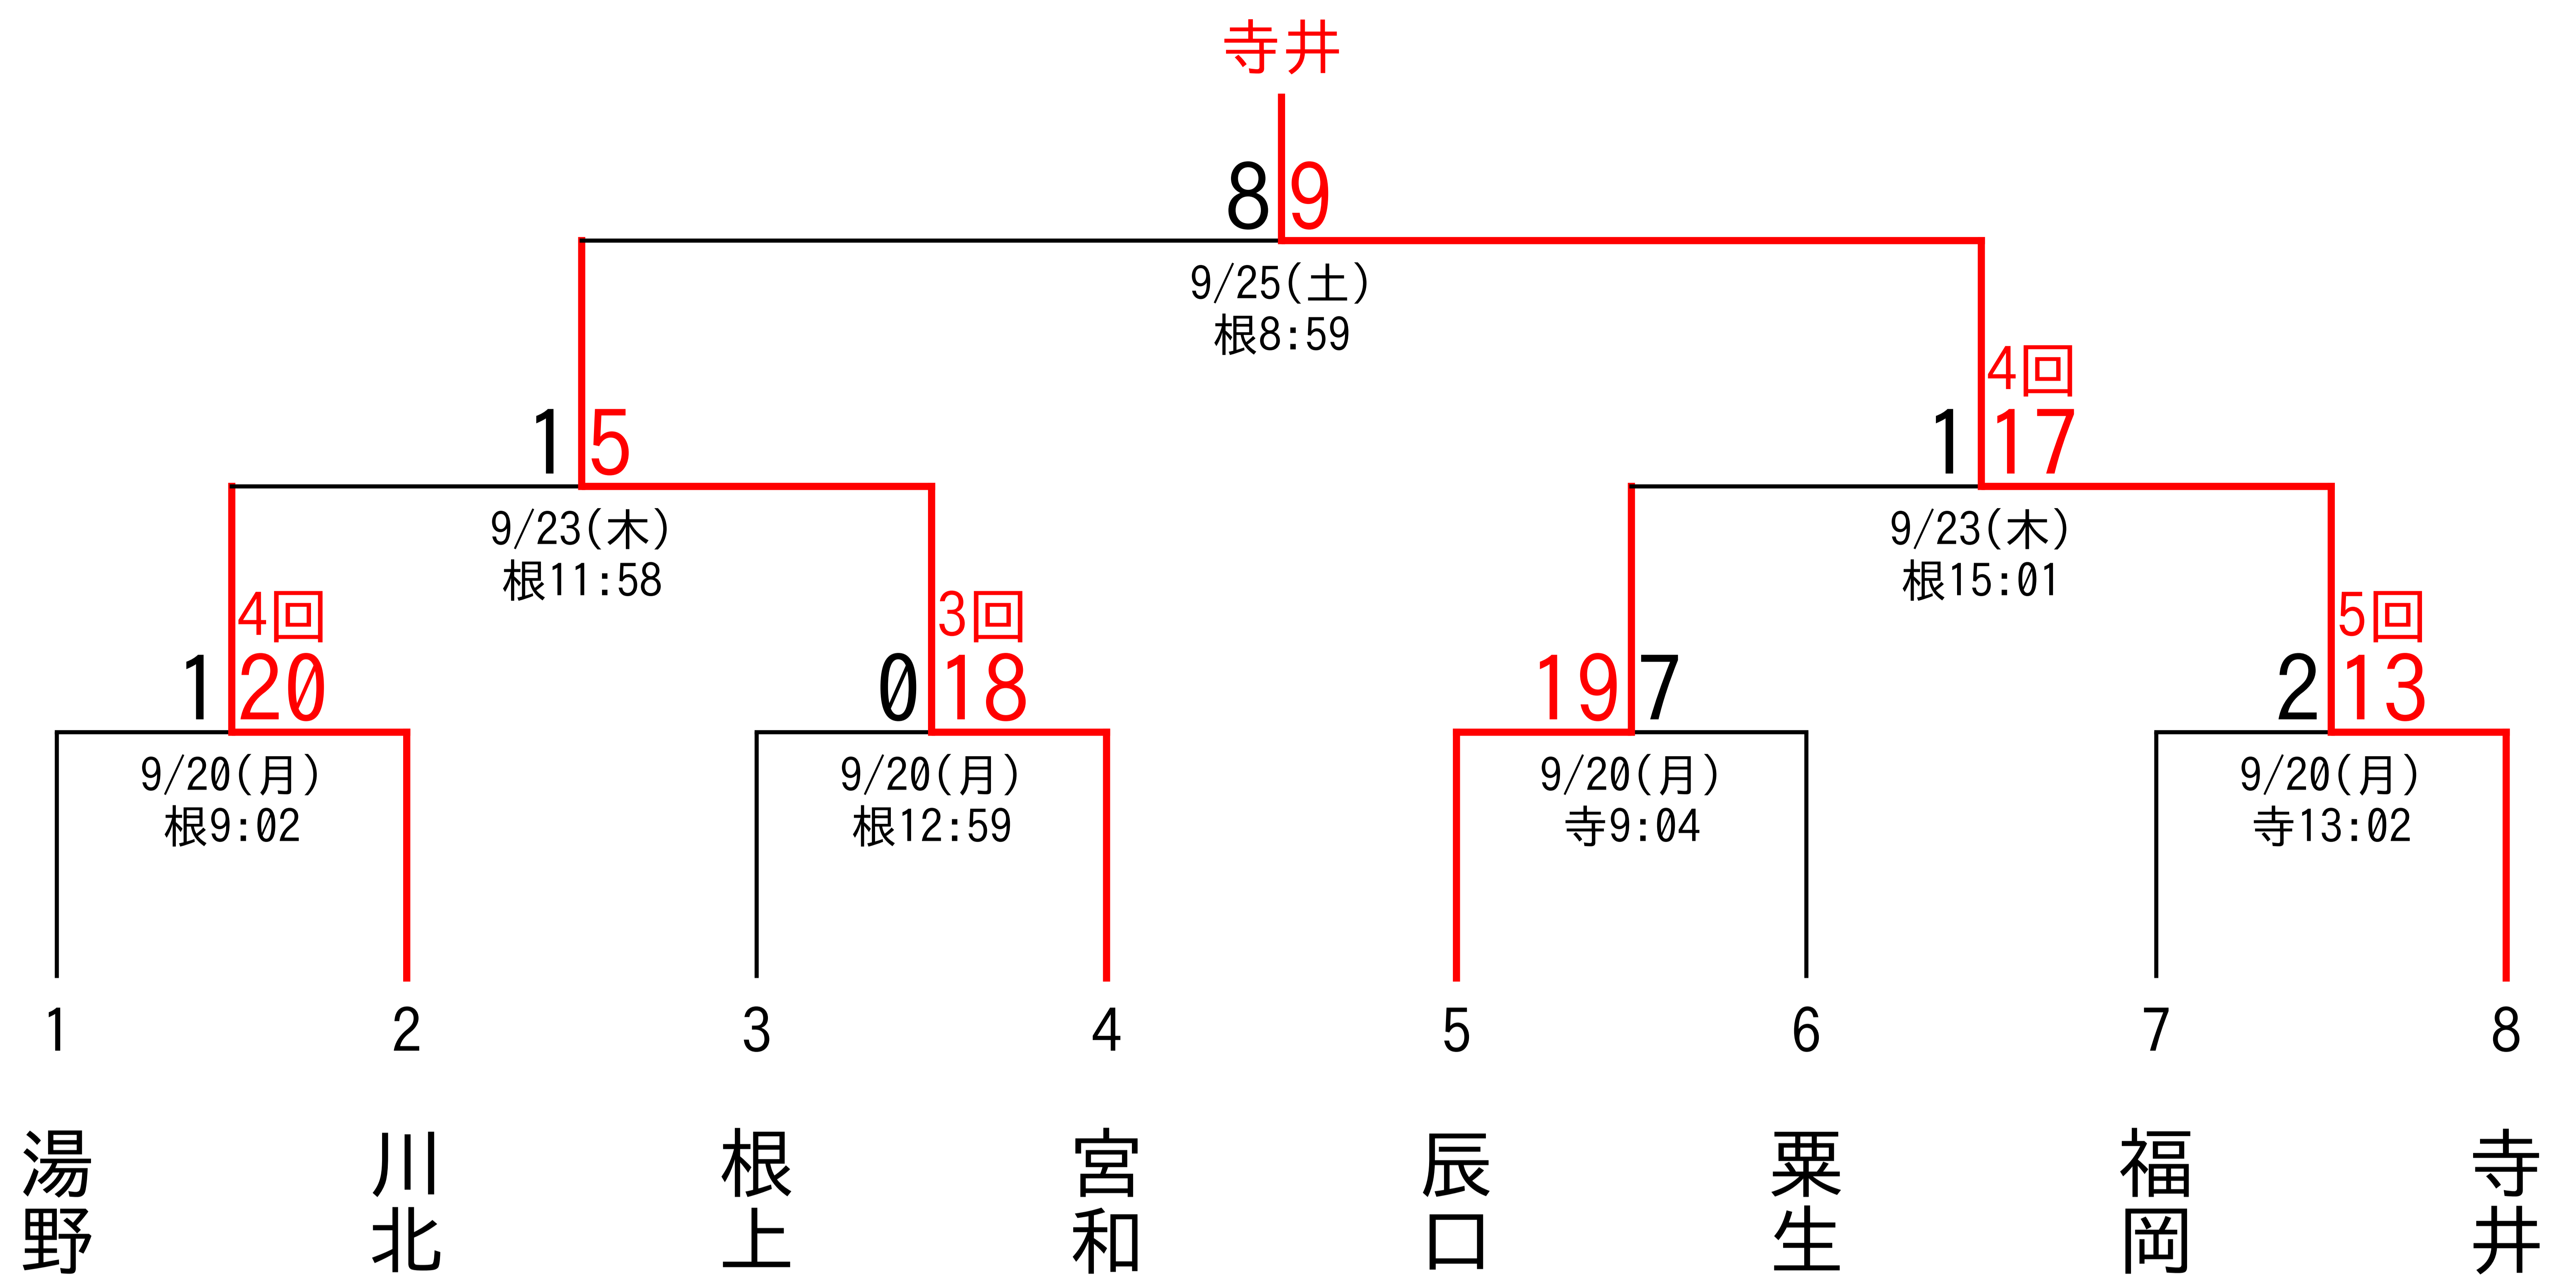 寺井
8 9
9/25(土)
根8:59
4回
1 5
1 17
9/23(木)
根11:58
9/23(木)
根15:01
4回
3回
5回
1 20
0 18
19 7
2 13
9/20(月)
根9:02
9/20(月)
根12:59
9/20(月)
寺9:04
9/20(月)
寺13:02
1 2 3 4 5 6 7 8
湯野
川北
根上
宮和
辰口
粟生
福岡
寺井